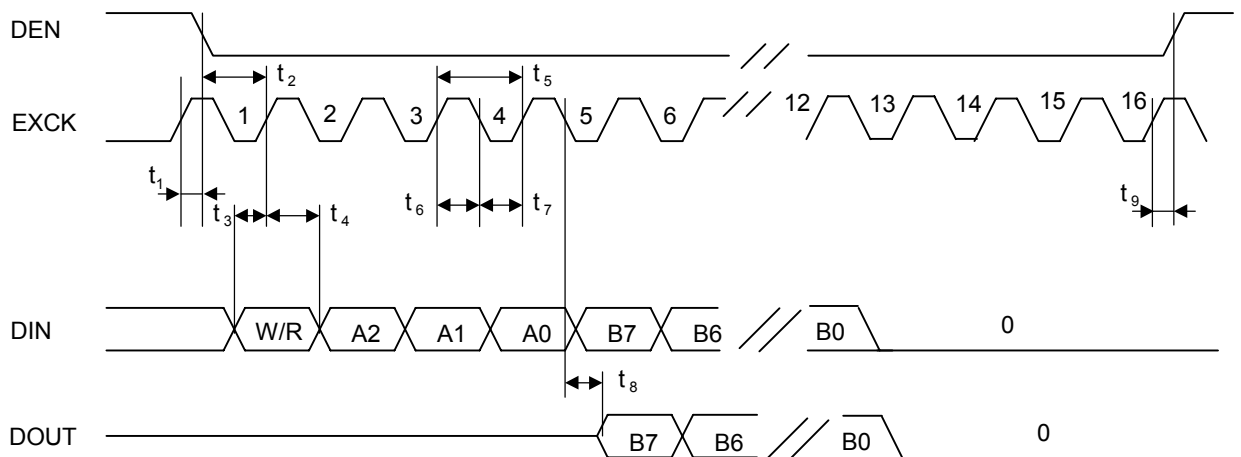 DEN
t2 t5
EXCK 1 2 3 4 5 6 12 13 14 15 16
t1 t3 t4 t6 t7 t9
DIN W/R A2 A1 A0 B7 B6 B0 0
t8
DOUT B7 B6 B0 0